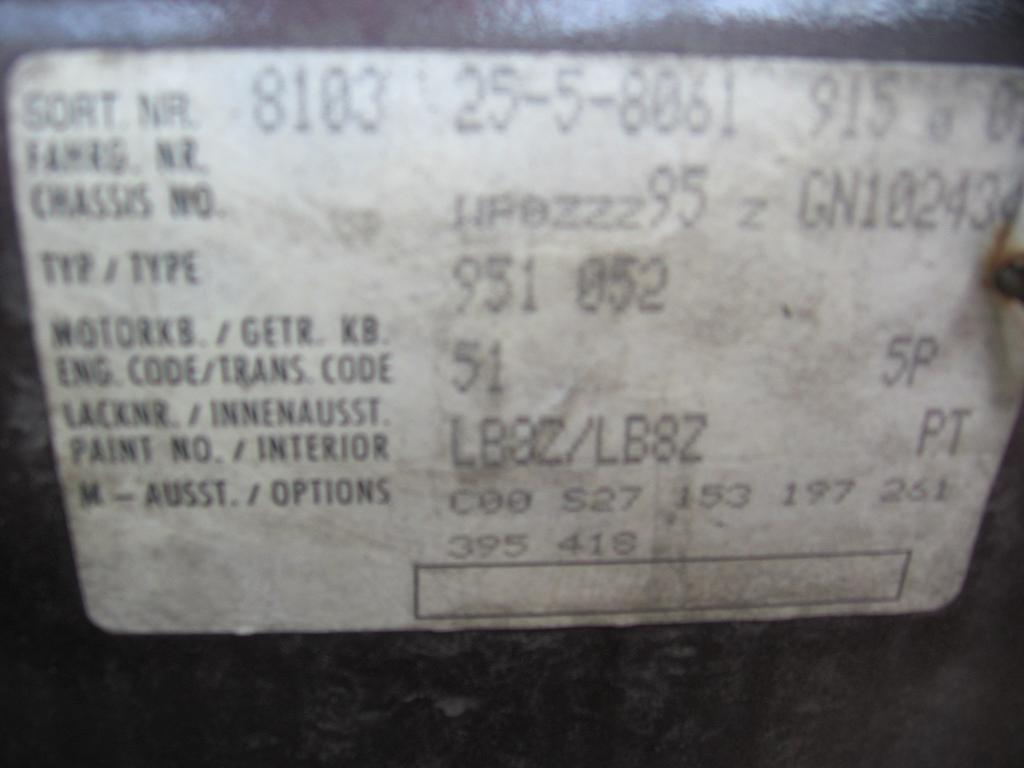 SORT. NR. 8103 25-5-8061 915
FAHRG. NR.
CHASSIS NO. WP0ZZZ95 Z GN10243
TYP. / TYPE 951 052
MOTORKB. / GETR. KB.
ENG. CODE/TRANS. CODE 51 5P
LACKNR. / INNENAUSST.
PAINT NO. / INTERIOR LB8Z/LB8Z PT
M - AUSST. / OPTIONS C00 S27 153 197 261
395 418